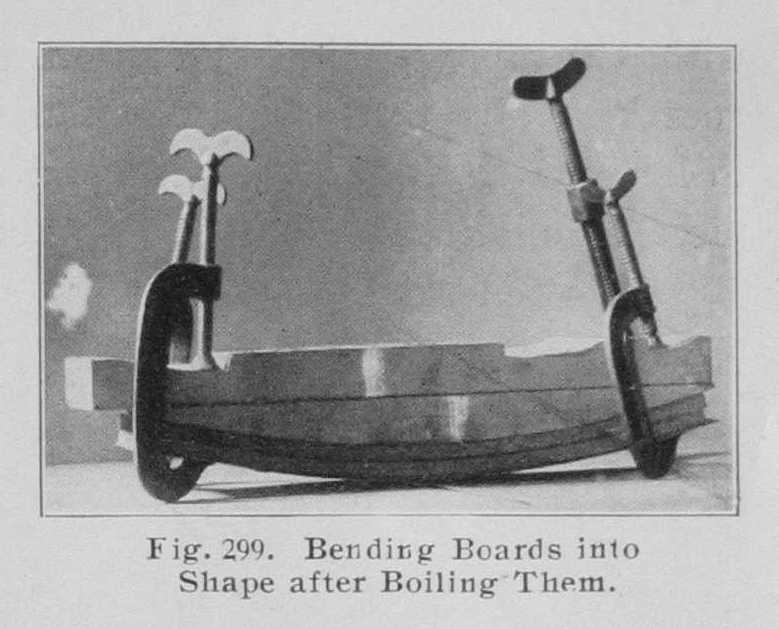 Fig. 299. Bending Boards into
Shape after Boiling Them.